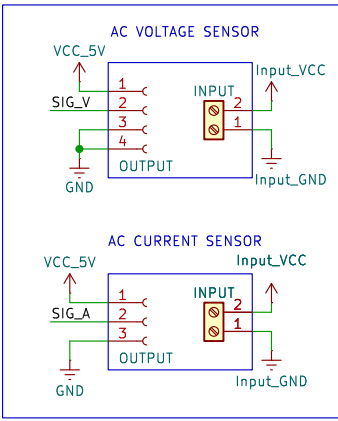 AC VOLTAGE SENSOR
VCC_5V
Input_VCC
1
INPUT
SIG_V
2
2
3
1
4
OUTPUT
GND
Input_GND
AC CURRENT SENSOR
VCC_5V
Input_VCC
1
INPUT
2
SIG_A
2
3
1
OUTPUT
GND
Input_GND